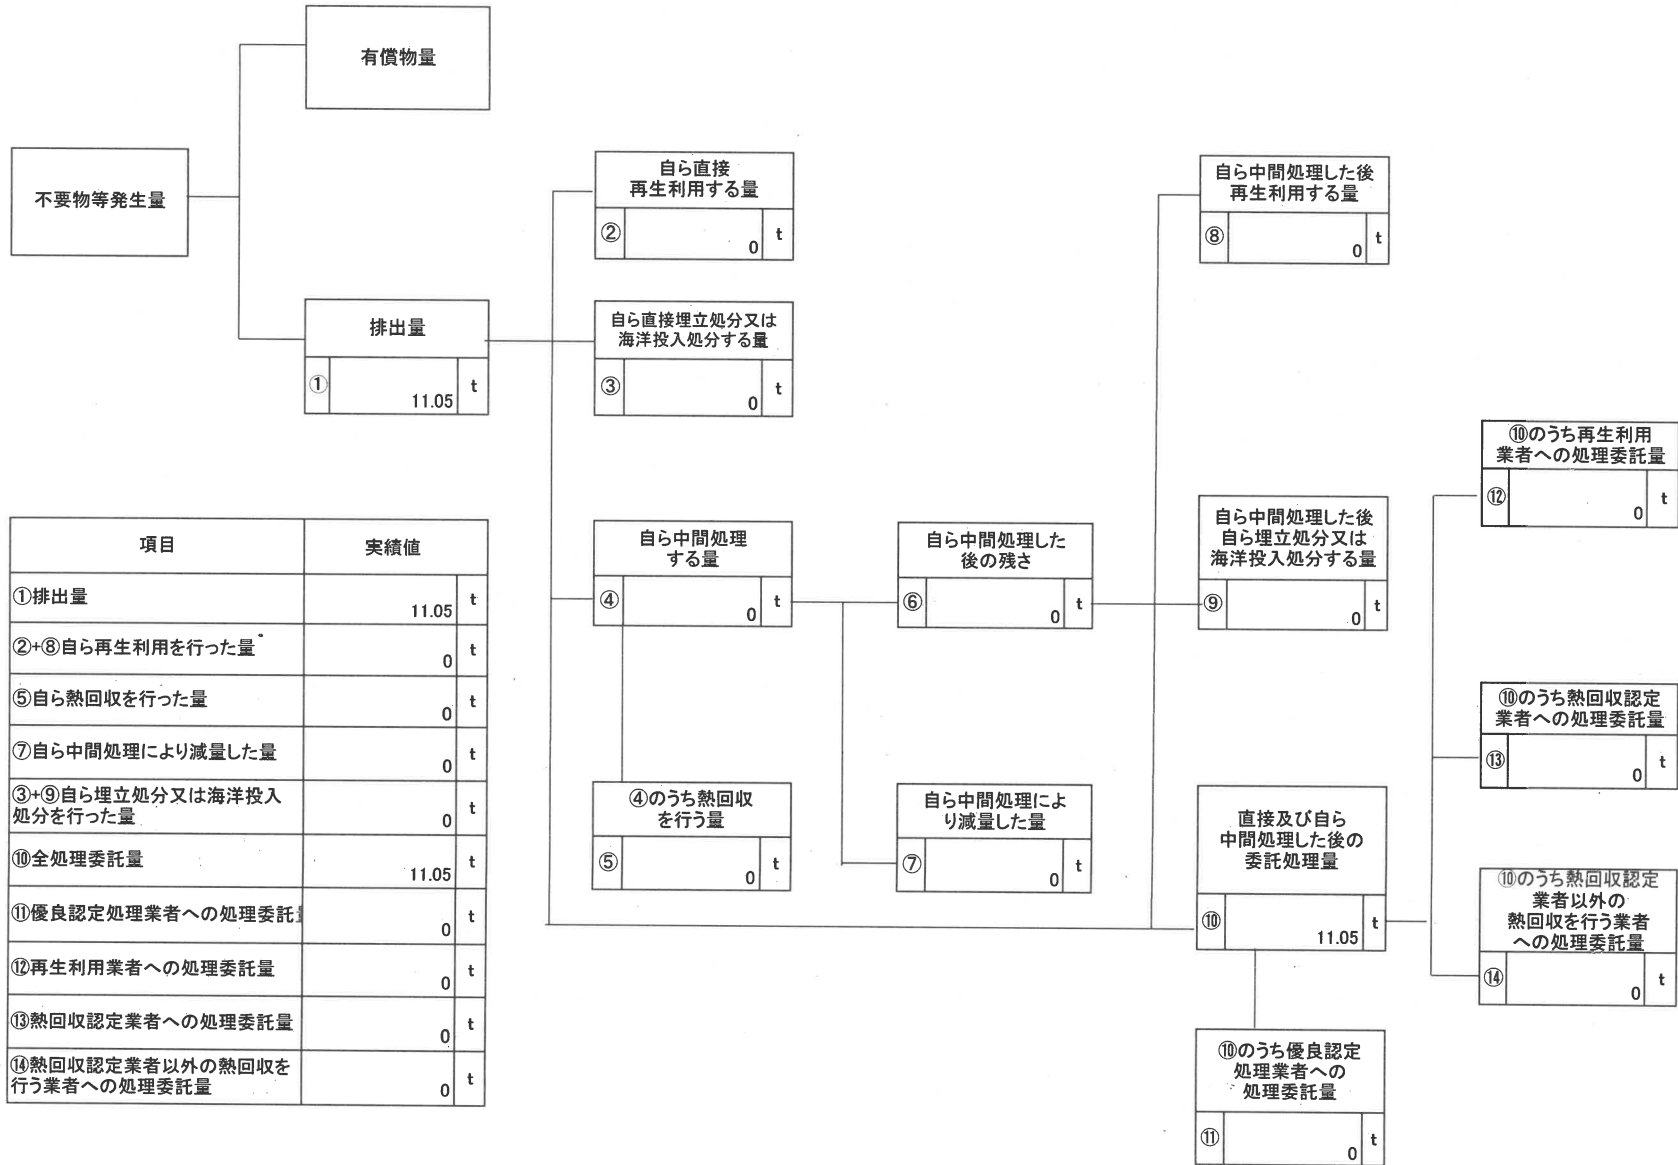 有償物量
不要物等発生量
排出量
①
11.05
t
自ら直接
再生利用する量
②
0
t
自ら直接埋立処分又は
海洋投入処分する量
③
0
t
自ら中間処理
する量
④
0
t
④のうち熱回収
を行う量
⑤
0
t
自ら中間処理した
後の残さ
⑥
0
t
自ら中間処理によ
り減量した量
⑦
0
t
自ら中間処理した後
再生利用する量
⑧
0
t
自ら中間処理した後
自ら埋立処分又は
海洋投入処分する量
⑨
0
t
直接及び自ら
中間処理した後の
委託処理量
⑩
11.05
t
⑩のうち優良認定
処理業者への
処理委託量
⑪
0
t
⑩のうち再生利用
業者への処理委託量
⑫
0
t
⑩のうち熱回収認定
業者への処理委託量
⑬
0
t
⑩のうち熱回収認定
業者以外の
熱回収を行う業者
への処理委託量
⑭
0
t
項目 実績値
①排出量 11.05 t
②+⑧自ら再生利用を行った量 0 t
⑤自ら熱回収を行った量 0 t
⑦自ら中間処理により減量した量 0 t
③+⑨自ら埋立処分又は海洋投入
処分を行った量 0 t
⑩全処理委託量 11.05 t
⑪優良認定処理業者への処理委託 0 t
⑫再生利用業者への処理委託量 0 t
⑬熱回収認定業者への処理委託量 0 t
⑭熱回収認定業者以外の熱回収を
行う業者への処理委託量 0 t